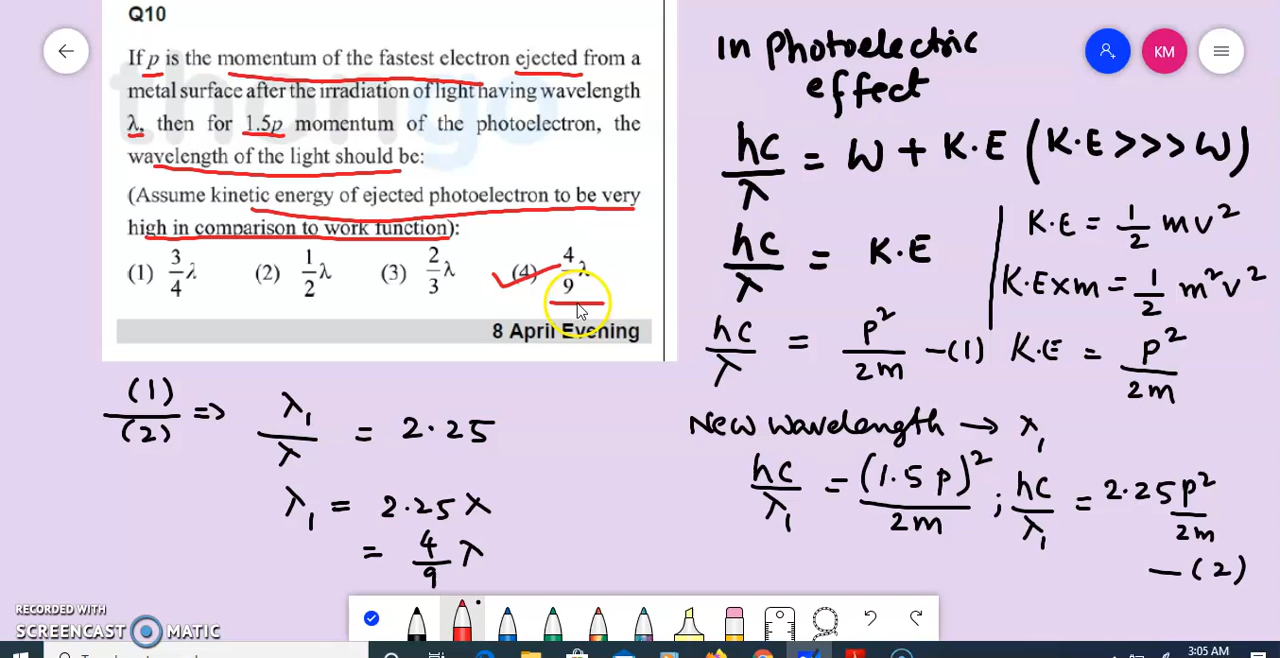 Q10
If p is the momentum of the fastest electron ejected from a
metal surface after the irradiation of light having wavelength
λ, then for 1.5p momentum of the photoelectron, the
wavelength of the light should be:
(Assume kinetic energy of ejected photoelectron to be very
high in comparison to work function):
(1) 3/4 λ (2) 1/2 λ (3) 2/3 λ (4) 4/9 λ
8 April Evening
In Photoelectric
effect
hc/λ = W + K.E (K.E >>> W)
hc/λ = K.E
K.E = 1/2 mv²
K.E x m = 1/2 m²v²
hc/λ = p²/2m —(1) K.E = p²/2m
New wavelength → λ₁
hc/λ₁ = (1.5 p)²/2m ; hc/λ₁ = 2.25p²/2m
—(2)
(1)/(2) => λ₁/λ = 2.25
λ₁ = 2.25 λ
= 4/9 λ
KM
RECORDED WITH
SCREENCAST MATIC
3:05 AM